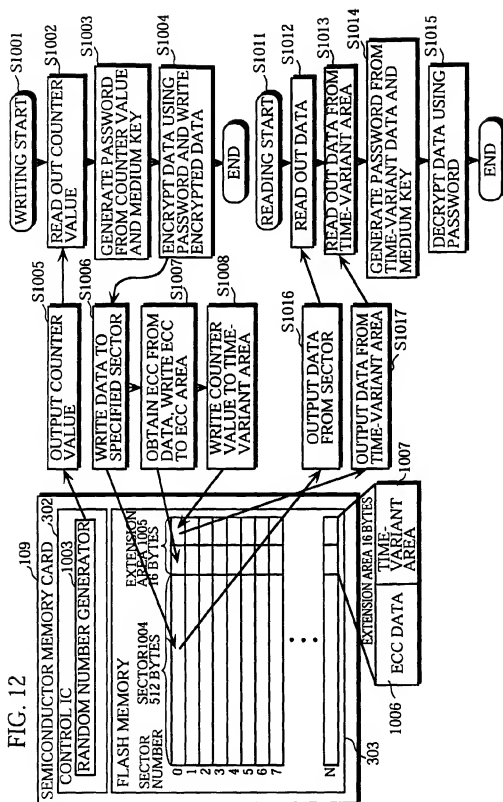 FIG. 12
SEMICONDUCTOR MEMORY CARD
109
CONTROL IC
302
RANDOM NUMBER GENERATOR
1003
FLASH MEMORY
SECTOR NUMBER
SECTOR 1004
512 BYTES
EXTENSION
AREA 1005
16 BYTES
0
1
2
3
4
5
6
7
N
303
EXTENSION AREA 16 BYTES
ECC DATA
TIME-
VARIANT
AREA
1006
1007
S1005
OUTPUT COUNTER
VALUE
S1006
WRITE DATA TO
SPECIFIED SECTOR
S1007
OBTAIN ECC FROM
DATA, WRITE ECC
TO ECC AREA
S1008
WRITE COUNTER
VALUE TO TIME-
VARIANT AREA
S1016
OUTPUT DATA
FROM SECTOR
OUTPUT DATA FROM
TIME-VARIANT AREA
S1017
WRITING START
S1001
S1002
READ OUT COUNTER
VALUE
S1003
GENERATE PASSWORD
FROM COUNTER VALUE
AND MEDIUM KEY
S1004
ENCRYPT DATA USING
PASSWORD AND WRITE
ENCRYPTED DATA
END
READING START
S1011
S1012
READ OUT DATA
S1013
READ OUT DATA FROM
TIME-VARIANT AREA
S1014
GENERATE PASSWORD FROM
TIME-VARIANT DATA AND
MEDIUM KEY
S1015
DECRYPT DATA USING
PASSWORD
END